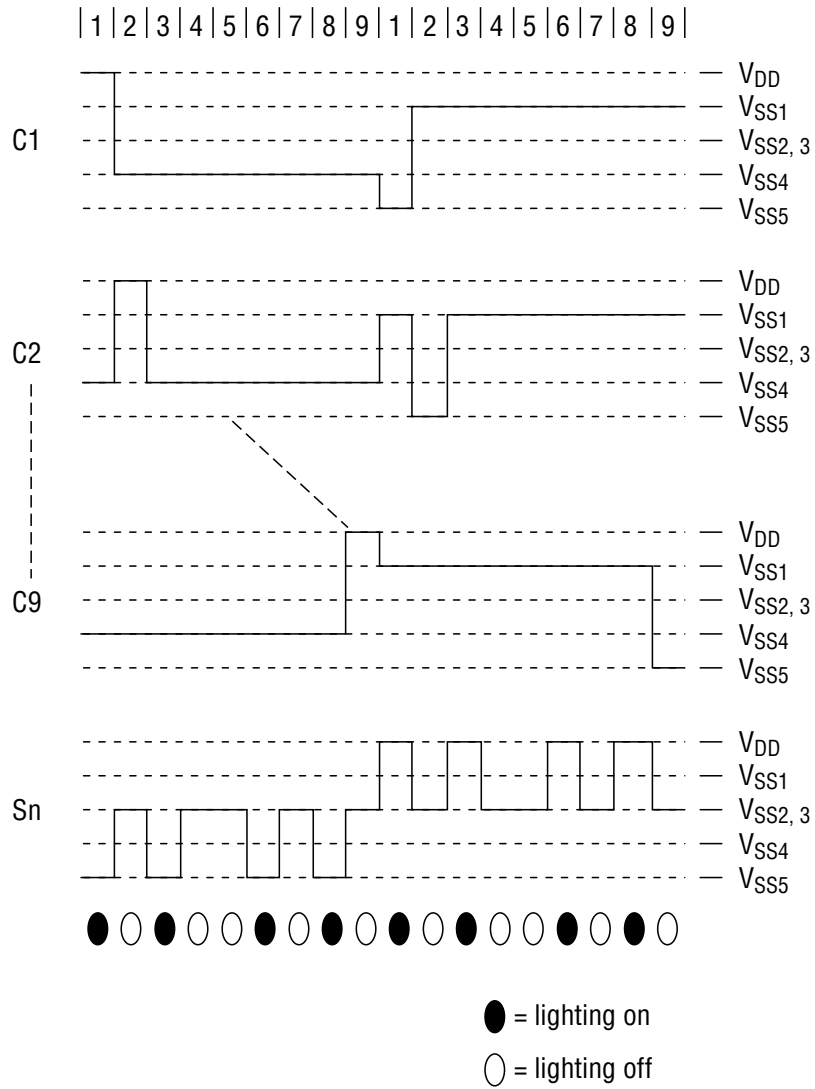 1 2 3 4 5 6 7 8 9 1 2 3 4 5 6 7 8 9
VDD
VSS1
C1
VSS2, 3
VSS4
VSS5
VDD
VSS1
C2
VSS2, 3
VSS4
VSS5
VDD
VSS1
C9
VSS2, 3
VSS4
VSS5
VDD
VSS1
Sn
VSS2, 3
VSS4
VSS5
= lighting on
= lighting off